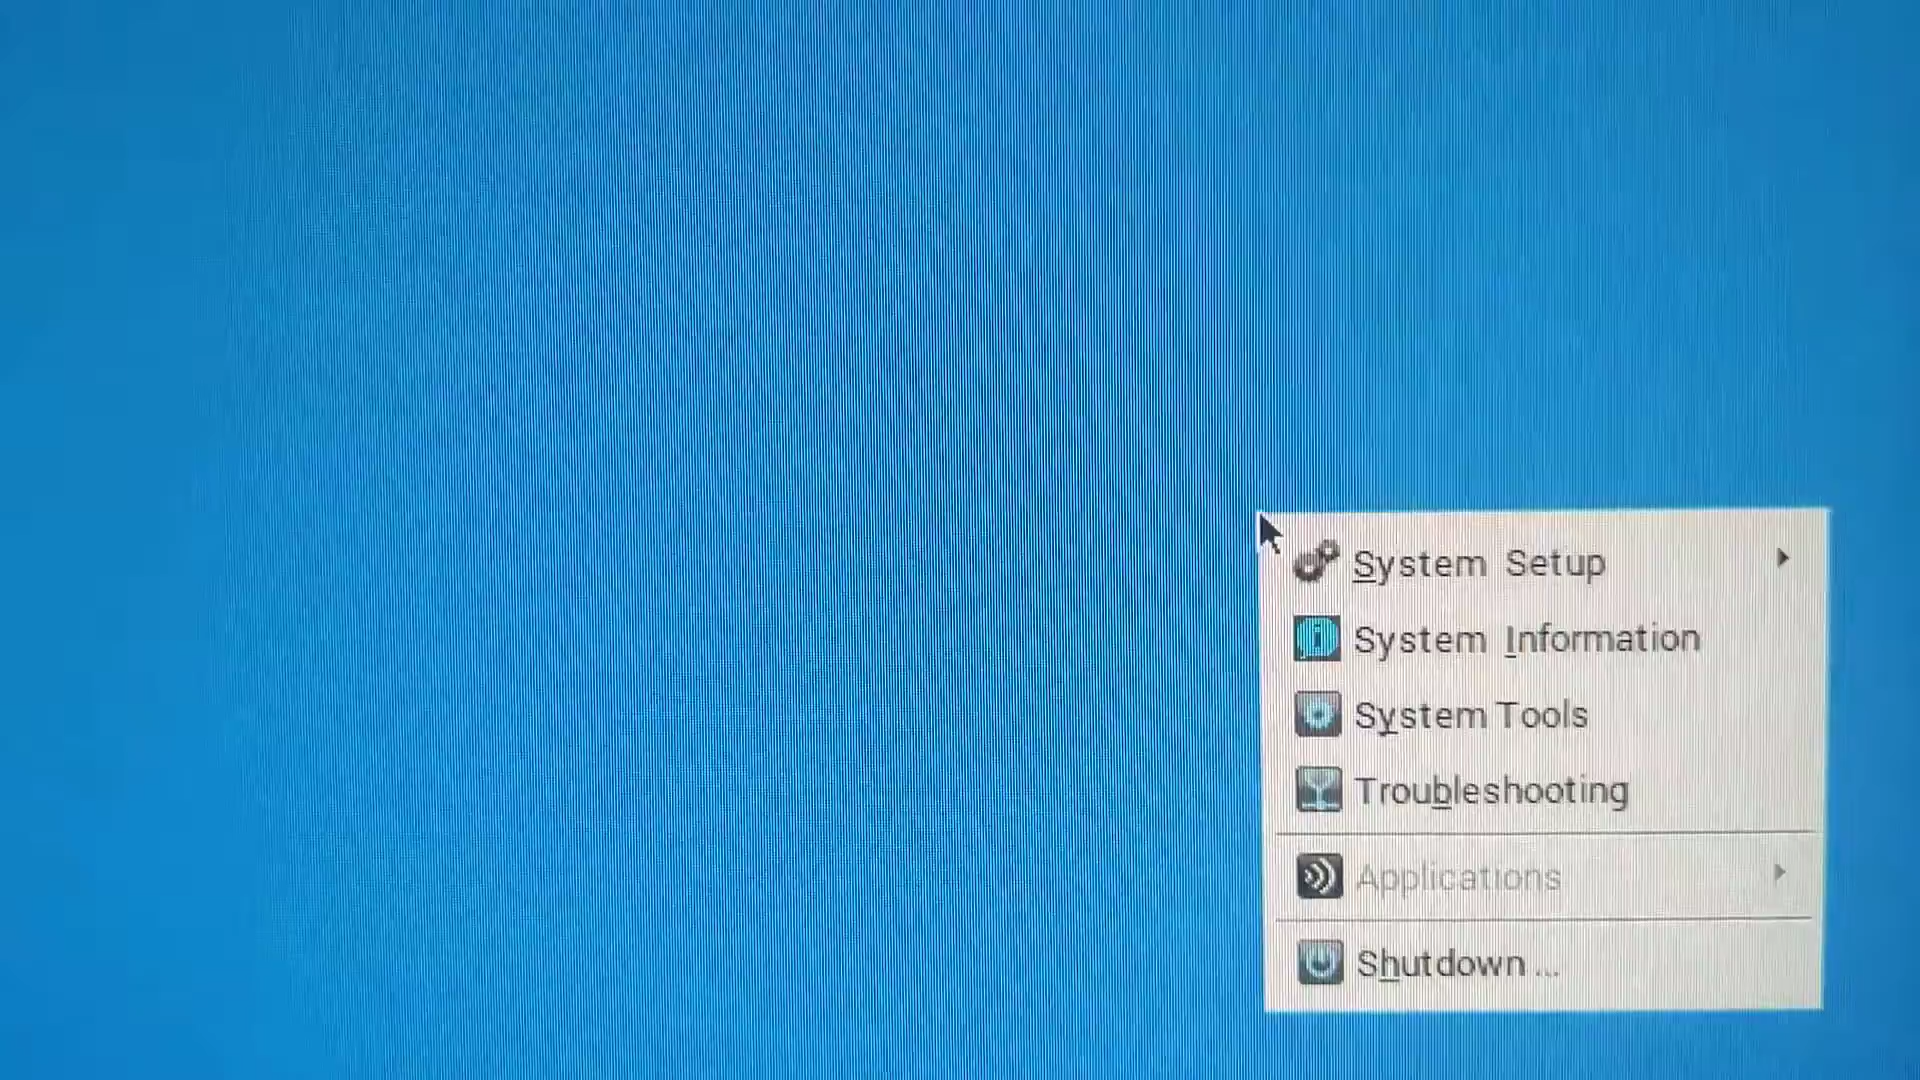 System Setup
System Information
System Tools
Troubleshooting
Applications
Shutdown ...